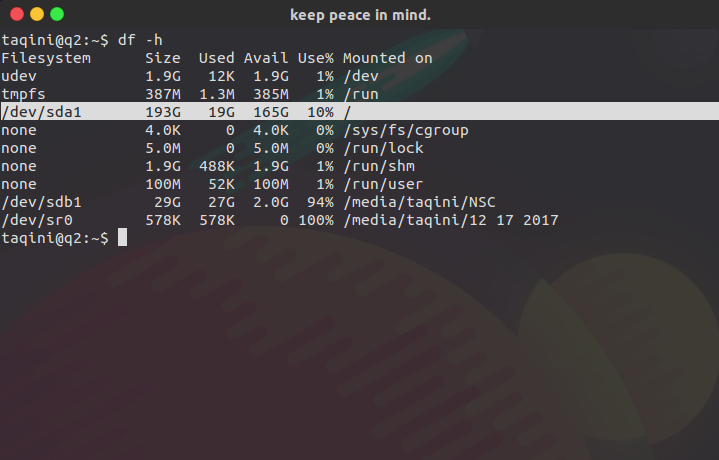 keep peace in mind.
taqini@q2:~$ df -h
Filesystem      Size  Used Avail Use% Mounted on
udev            1.9G   12K  1.9G   1% /dev
tmpfs           387M  1.3M  385M   1% /run
/dev/sda1       193G   19G  165G  10% /
none            4.0K     0  4.0K   0% /sys/fs/cgroup
none            5.0M     0  5.0M   0% /run/lock
none            1.9G  488K  1.9G   1% /run/shm
none            100M   52K  100M   1% /run/user
/dev/sdb1        29G   27G  2.0G  94% /media/taqini/NSC
/dev/sr0        578K  578K     0 100% /media/taqini/12 17 2017
taqini@q2:~$